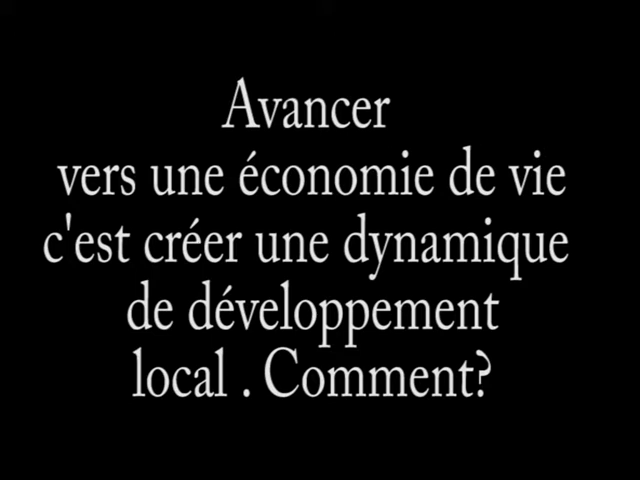 Avancer
vers une économie de vie
c'est créer une dynamique
de développement
local . Comment?